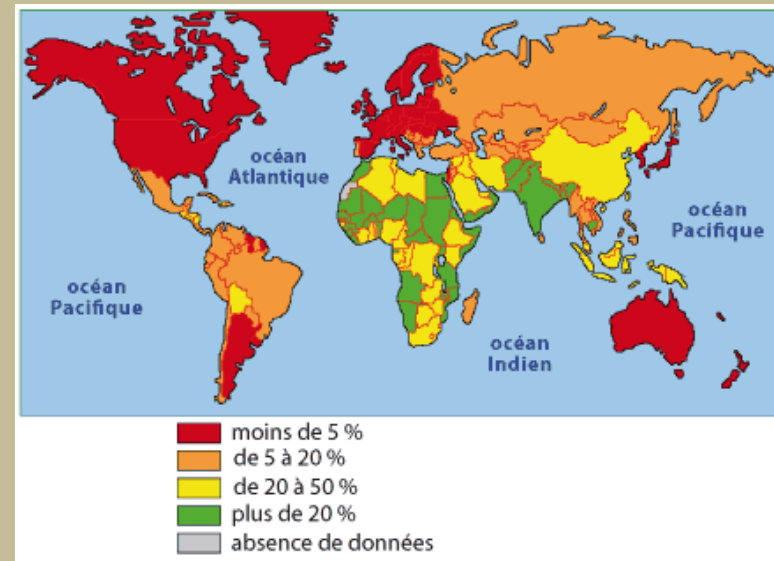 océan
Atlantique
océan
Pacifique
océan
Pacifique
océan
Indien
moins de 5 %
de 5 à 20 %
de 20 à 50 %
plus de 20 %
absence de données